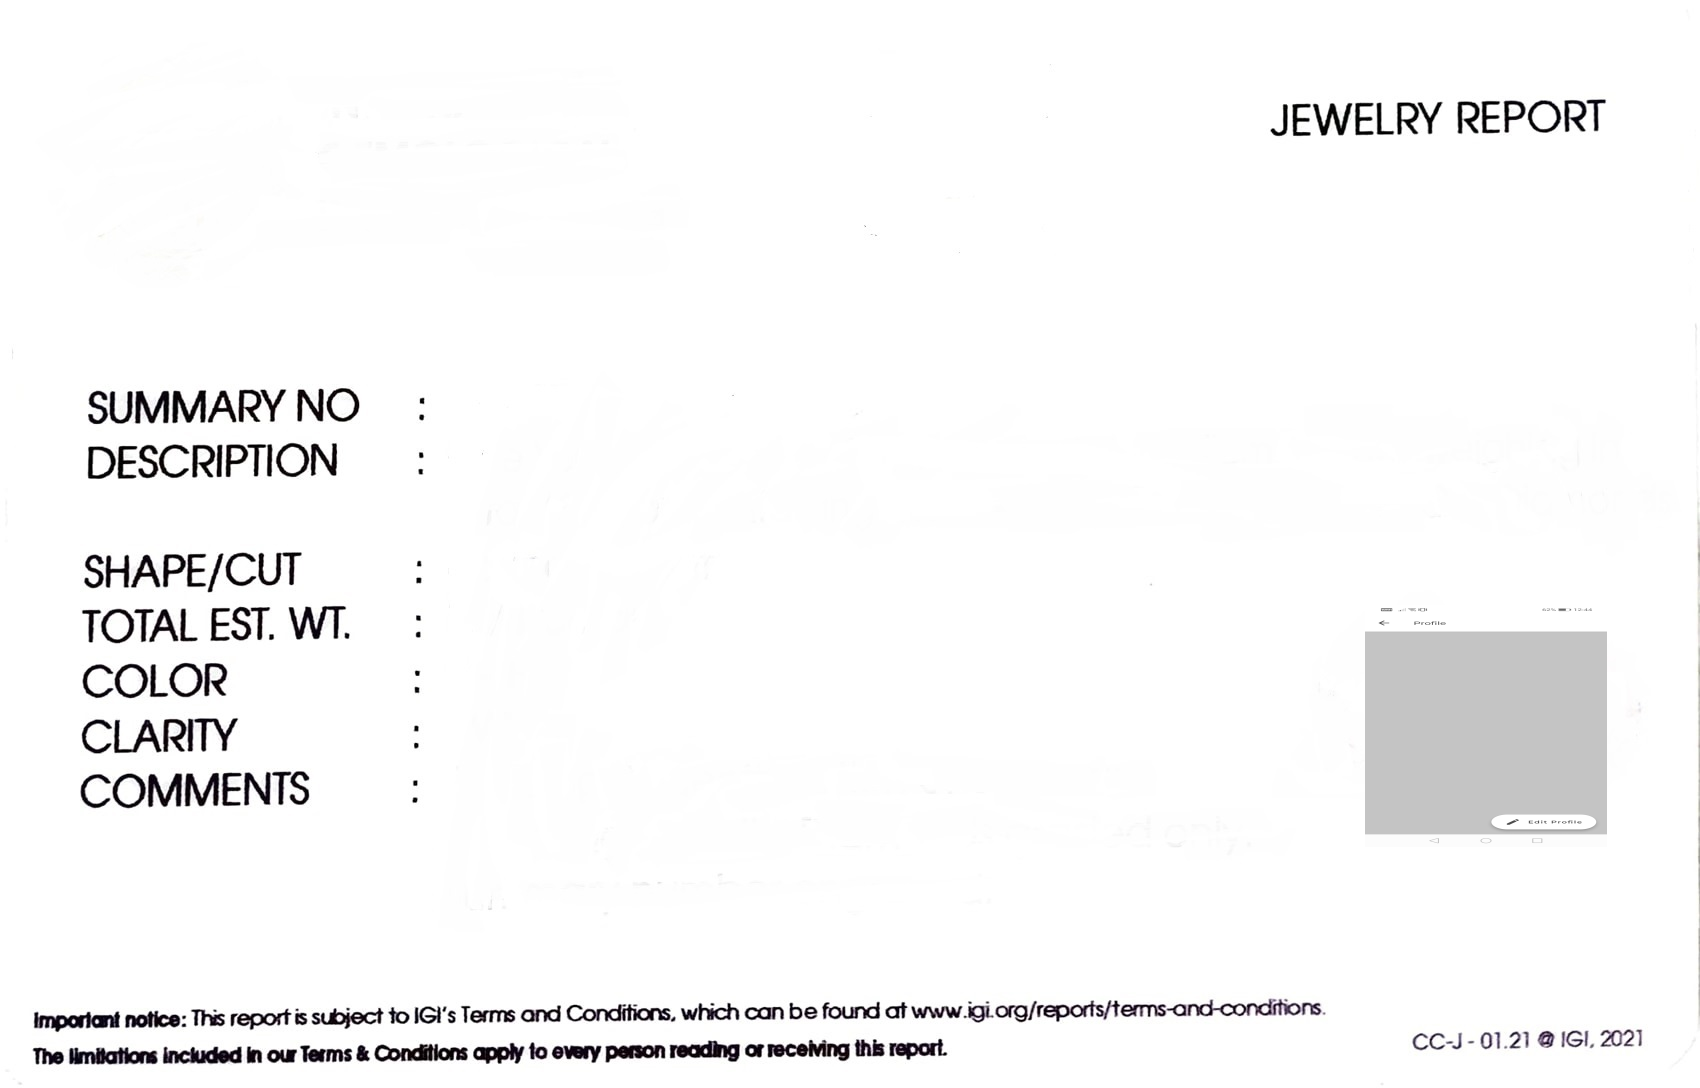 JEWELRY REPORT
SUMMARY NO :
DESCRIPTION :
SHAPE/CUT :
TOTAL EST. WT. :
COLOR :
CLARITY :
COMMENTS :
Profile
Edit Profile
Important notice: This report is subject to IGI's Terms and Conditions, which can be found at www.igi.org/reports/terms-and-conditions.
The limitations included in our Terms & Conditions apply to every person reading or receiving this report.
CC-J - 01.21 @ IGI, 2021